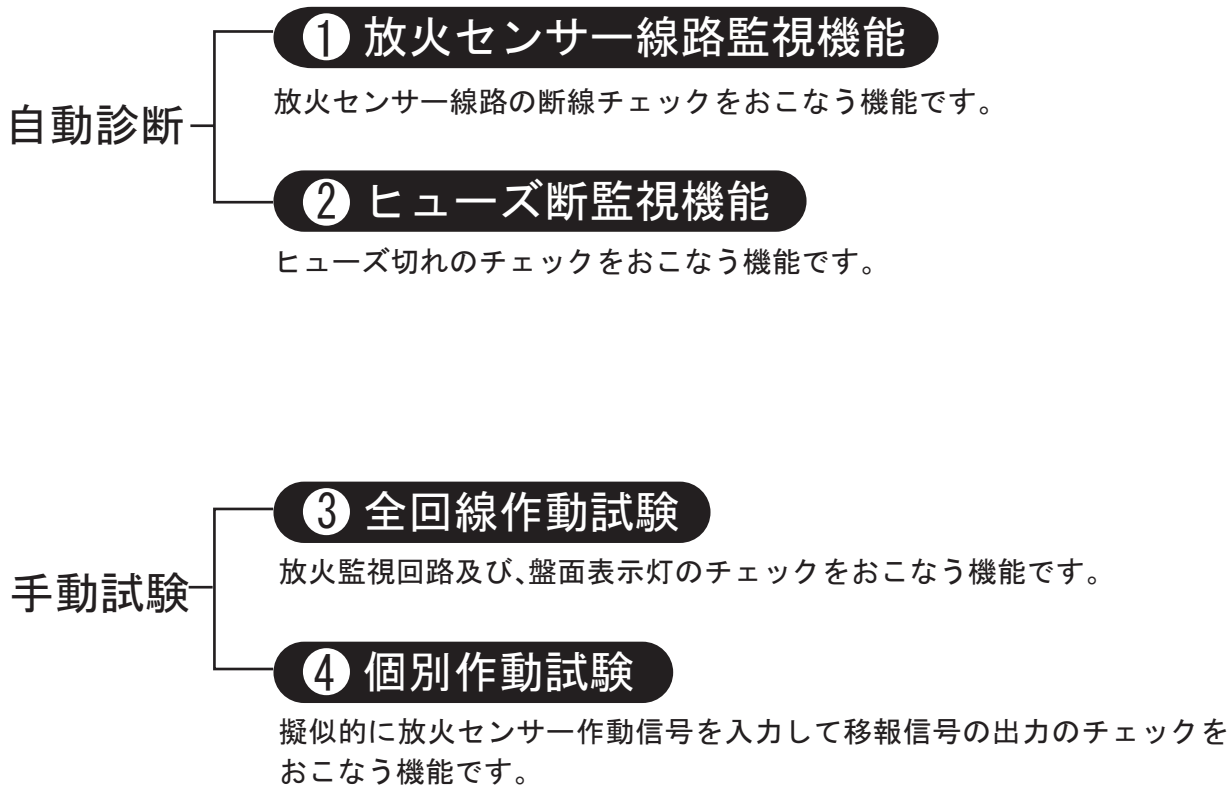 自動診断
① 放火センサー線路監視機能
放火センサー線路の断線チェックをおこなう機能です。
② ヒューズ断監視機能
ヒューズ切れのチェックをおこなう機能です。
手動試験
③ 全回線作動試験
放火監視回路及び、盤面表示灯のチェックをおこなう機能です。
④ 個別作動試験
擬似的に放火センサー作動信号を入力して移報信号の出力のチェックを
おこなう機能です。